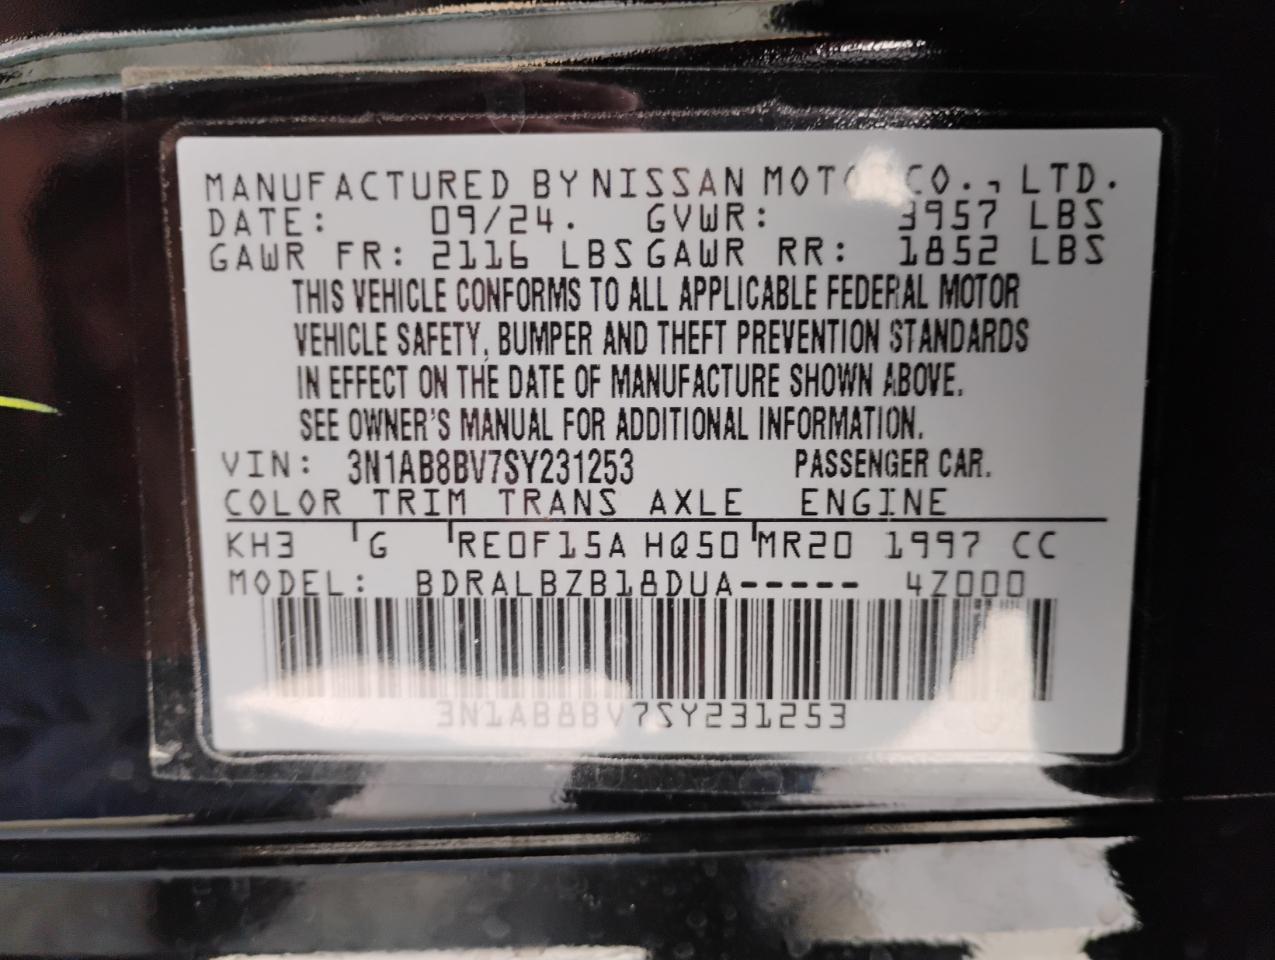 MANUFACTURED BY NISSAN MOTOR CO., LTD.
DATE: 09/24. GVWR: 3957 LBS
GAWR FR: 2116 LBS GAWR RR: 1852 LBS
THIS VEHICLE CONFORMS TO ALL APPLICABLE FEDERAL MOTOR
VEHICLE SAFETY, BUMPER AND THEFT PREVENTION STANDARDS
IN EFFECT ON THE DATE OF MANUFACTURE SHOWN ABOVE.
SEE OWNER'S MANUAL FOR ADDITIONAL INFORMATION.
VIN: 3N1AB8BV7SY231253 PASSENGER CAR.
COLOR TRIM TRANS AXLE ENGINE
KH3 G RE0F15A HQ50 MR20 1997 CC
MODEL: BDRALBZB18DUA----- 4Z000
3N1AB8BV7SY231253